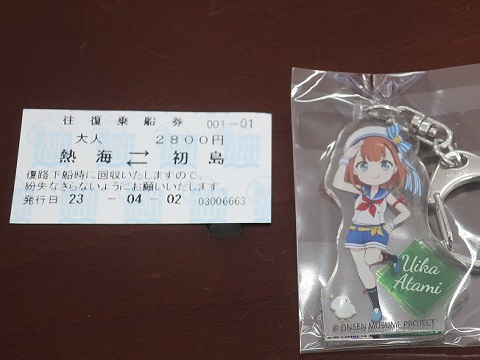 往復乗船券 001-01
大人 2800円
熱海 ⇄ 初島
復路下船時に回収いたしますので、
紛失なさらないようにお願いいたします。
発行日 23-04-02 03006663
Uika
Atami
© ONSEN MUSUME PROJECT